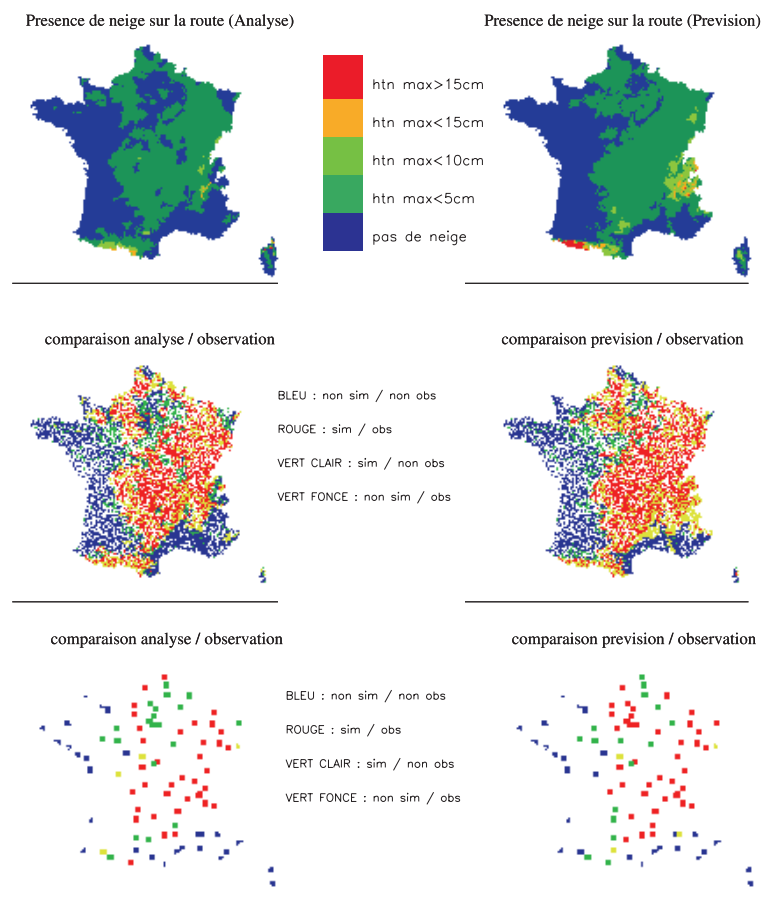 Presence de neige sur la route (Analyse)
Presence de neige sur la route (Prevision)
htn max>15cm
htn max<15cm
htn max<10cm
htn max<5cm
pas de neige
comparaison analyse / observation
comparaison prevision / observation
BLEU : non sim / non obs
ROUGE : sim / obs
VERT CLAIR : sim / non obs
VERT FONCE : non sim / obs
comparaison analyse / observation
comparaison prevision / observation
BLEU : non sim / non obs
ROUGE : sim / obs
VERT CLAIR : sim / non obs
VERT FONCE : non sim / obs